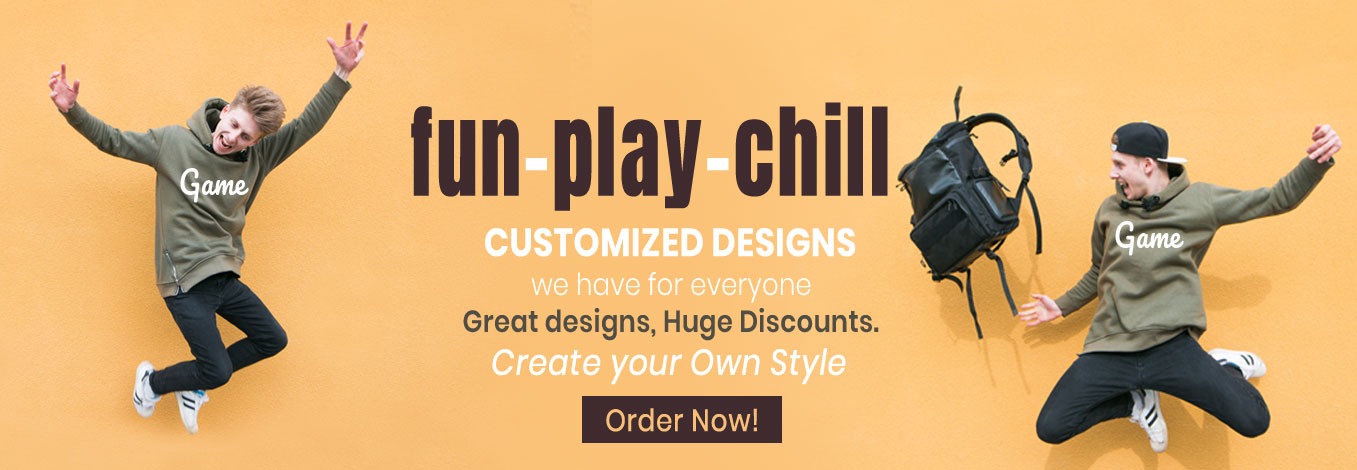 Game
fun-play-chill
CUSTOMIZED DESIGNS
we have for everyone
Great designs, Huge Discounts.
Create your Own Style
Order Now!
Game